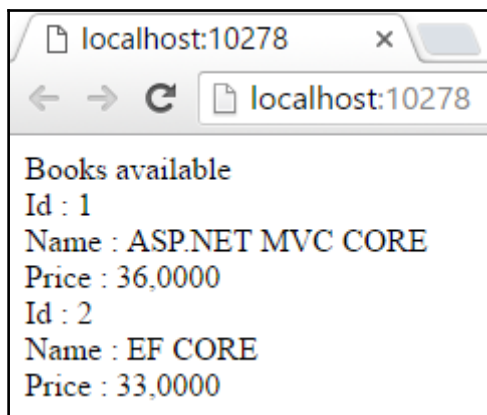 localhost:10278
localhost:10278
Books available
Id : 1
Name : ASP.NET MVC CORE
Price : 36,0000
Id : 2
Name : EF CORE
Price : 33,0000